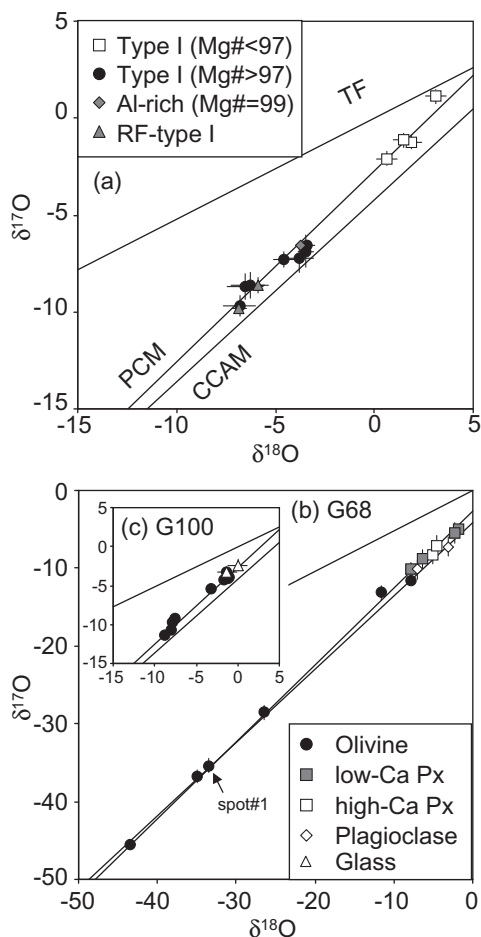 Type I (Mg#<97)
Type I (Mg#>97)
Al-rich (Mg#=99)
RF-type I
TF
(a)
PCM
CCAM
5
0
-5
-10
-15
δ17O
-15 -10 -5 0 5
δ18O
(b) G68
(c) G100
5
0
-5
-10
-15
-15 -10 -5 0 5
spot#1
Olivine
low-Ca Px
high-Ca Px
Plagioclase
Glass
0
-10
-20
-30
-40
-50
δ17O
-50 -40 -30 -20 -10 0
δ18O